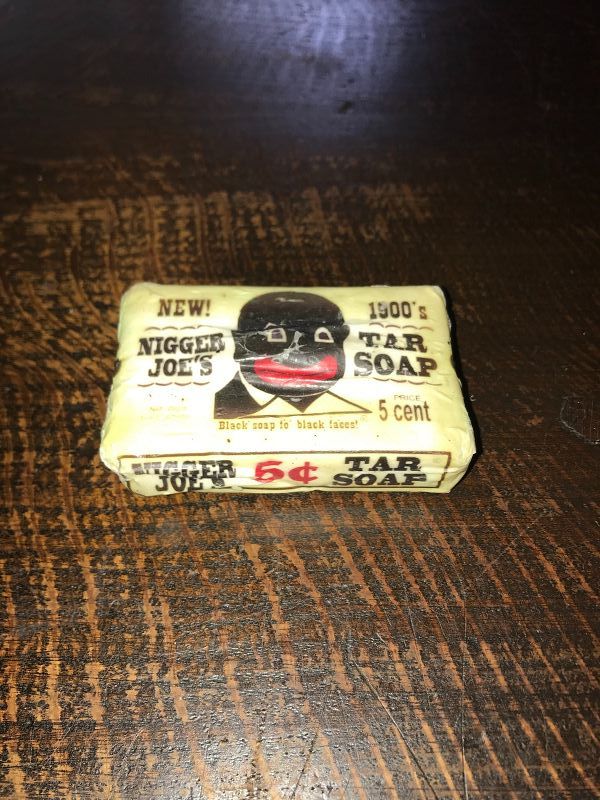 NEW!
1900's
NIGGER
JOE'S
TAR
SOAP
PRICE
5 cent
Black soap fo' black faces!
NIGGER
JOE'S
5¢
TAR
SOAP